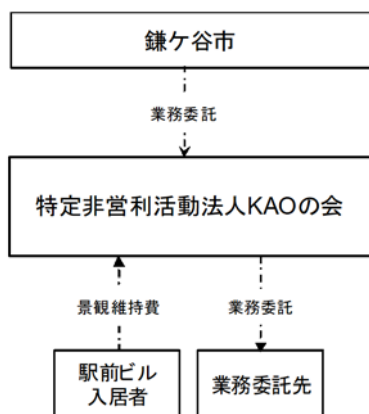 鎌ケ谷市
業務委託
特定非営利活動法人KAOの会
景観維持費
業務委託
駅前ビル
入居者
業務委託先